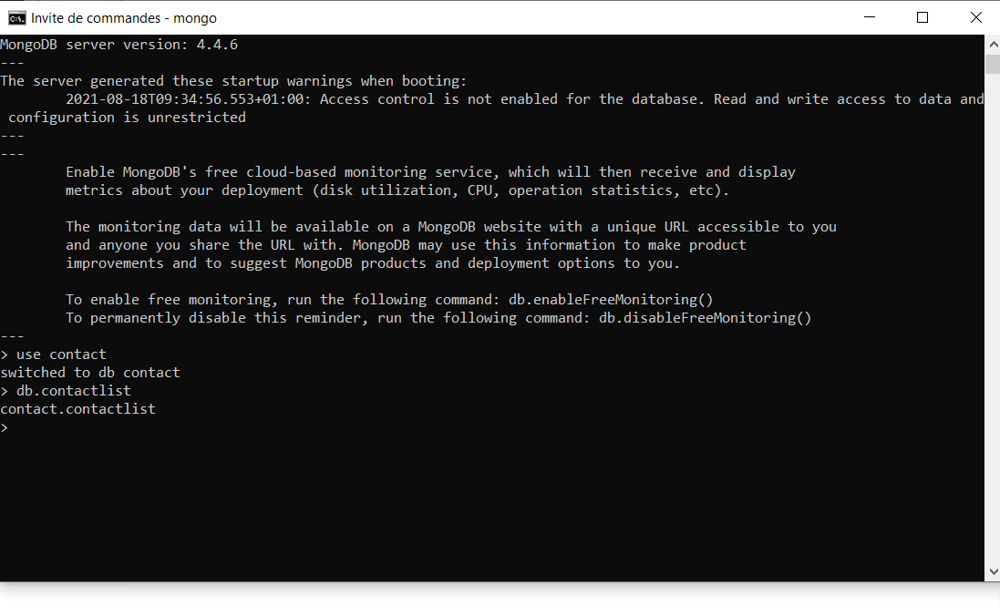 Invite de commandes - mongo
MongoDB server version: 4.4.6
---
The server generated these startup warnings when booting:
        2021-08-18T09:34:56.553+01:00: Access control is not enabled for the database. Read and write access to data and
 configuration is unrestricted
---
---
        Enable MongoDB's free cloud-based monitoring service, which will then receive and display
        metrics about your deployment (disk utilization, CPU, operation statistics, etc).
        The monitoring data will be available on a MongoDB website with a unique URL accessible to you
        and anyone you share the URL with. MongoDB may use this information to make product
        improvements and to suggest MongoDB products and deployment options to you.
        To enable free monitoring, run the following command: db.enableFreeMonitoring()
        To permanently disable this reminder, run the following command: db.disableFreeMonitoring()
---
> use contact
switched to db contact
> db.contactlist
contact.contactlist
>